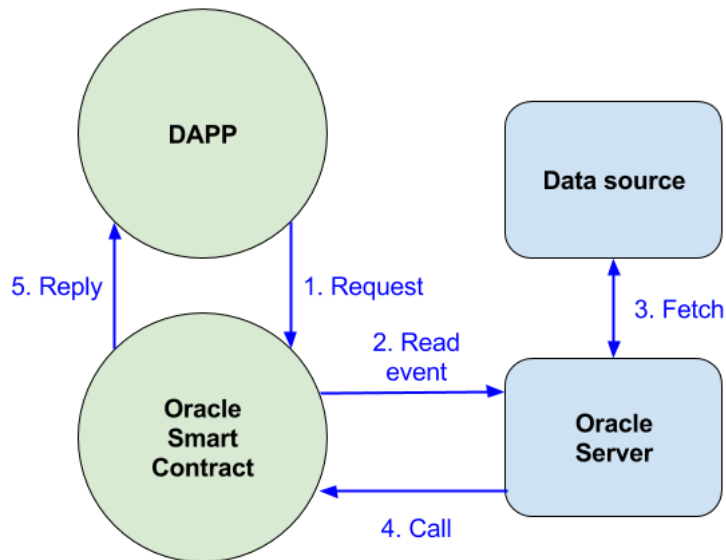 DAPP
Data source
5. Reply
1. Request
3. Fetch
2. Read
event
Oracle
Smart
Contract
Oracle
Server
4. Call